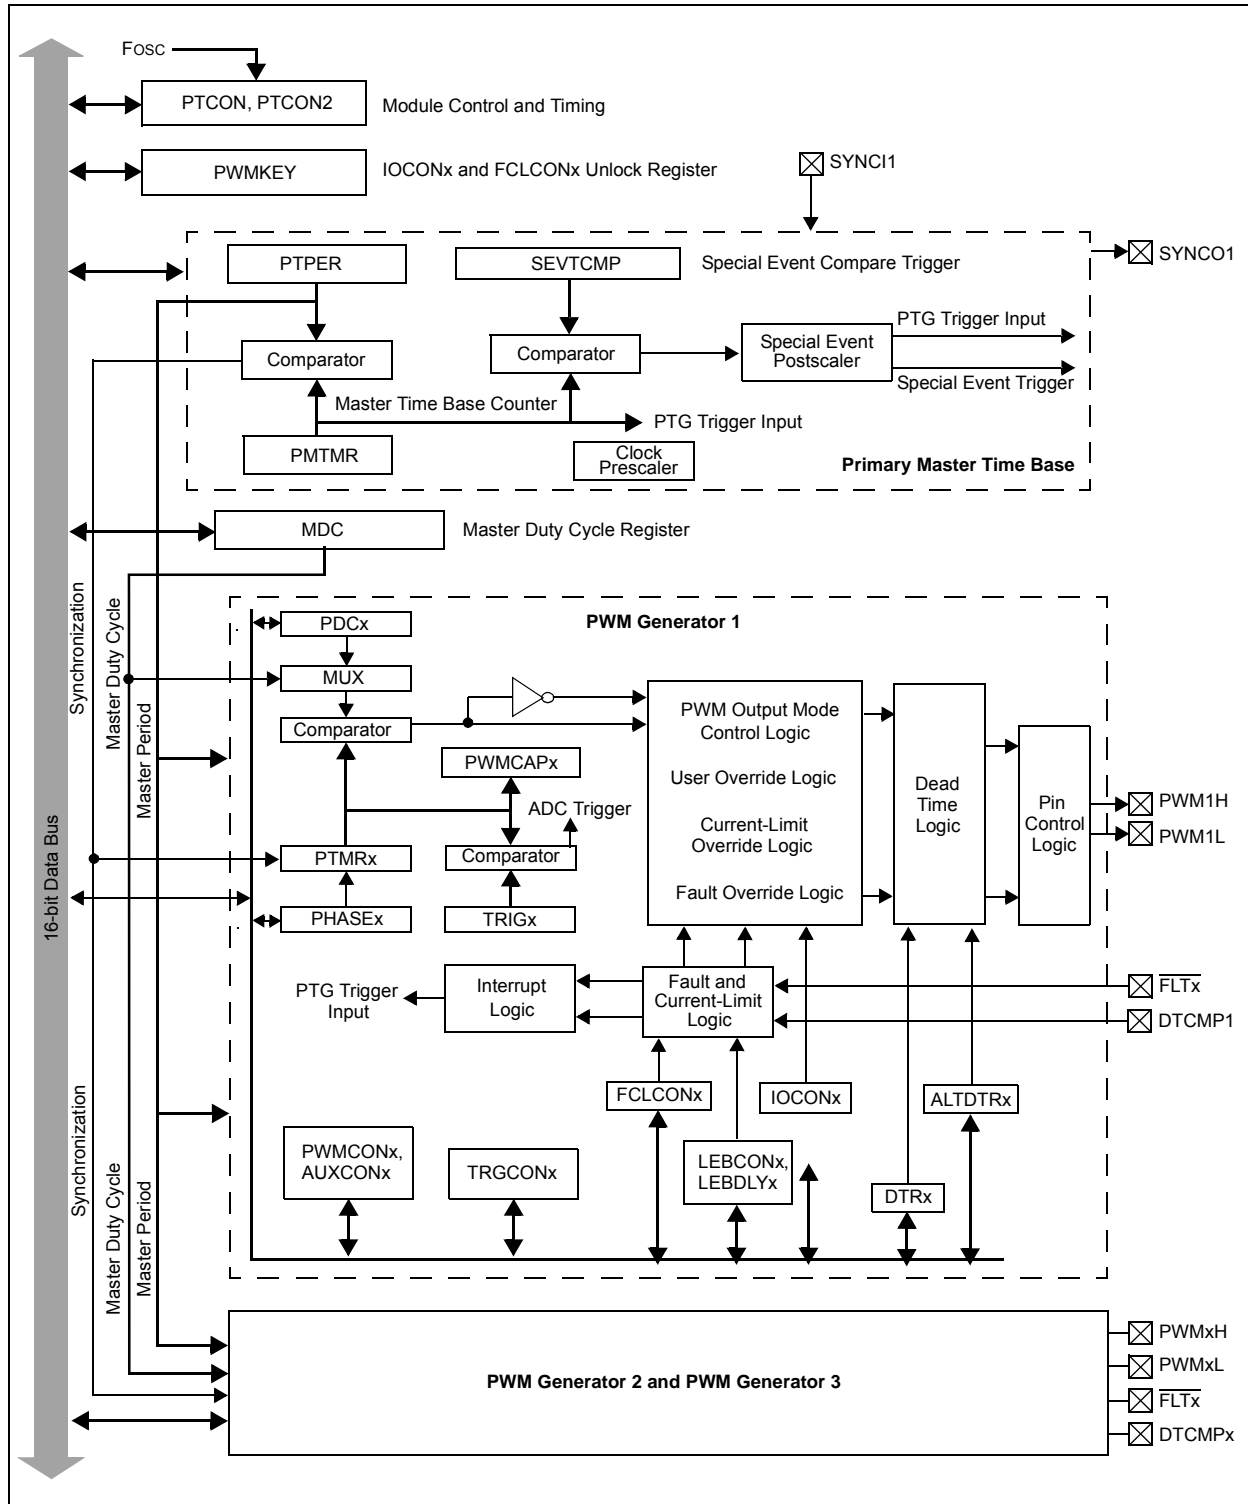 FOSC
PTCON, PTCON2
Module Control and Timing
PWMKEY
IOCONx and FCLCONx Unlock Register
SYNCI1
PTPER
SEVTCMP
Special Event Compare Trigger
SYNCO1
Comparator
Comparator
Special Event
Postscaler
PTG Trigger Input
Special Event Trigger
Master Time Base Counter
PTG Trigger Input
PMTMR
Clock
Prescaler
Primary Master Time Base
MDC
Master Duty Cycle Register
16-bit Data Bus
Synchronization
Master Duty Cycle
Master Period
PWM Generator 1
PDCx
MUX
Comparator
PWMCAPx
ADC Trigger
PTMRx
Comparator
PHASEx
TRIGx
PWM Output Mode
Control Logic
User Override Logic
Current-Limit
Override Logic
Fault Override Logic
Dead
Time
Logic
Pin
Control
Logic
PWM1H
PWM1L
PTG Trigger
Input
Interrupt
Logic
Fault and
Current-Limit
Logic
FLTx
DTCMP1
FCLCONx
IOCONx
ALTDTRx
PWMCONx,
AUXCONx
TRGCONx
LEBCONx,
LEBDLYx
DTRx
Synchronization
Master Duty Cycle
Master Period
PWM Generator 2 and PWM Generator 3
PWMxH
PWMxL
FLTx
DTCMPx